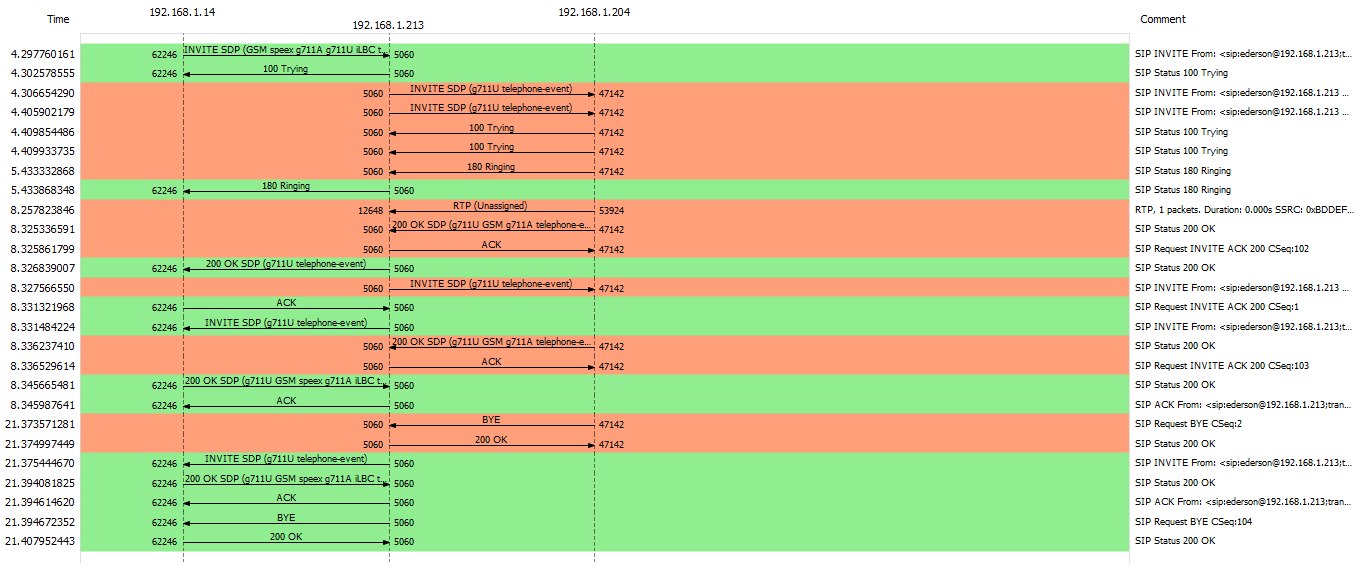 192.168.1.14 192.168.1.204
Time 192.168.1.213 Comment
4.297760161 62246 INVITE SDP (GSM speex g711A g711U iLBC t... 5060 SIP INVITE From: <sip:ederson@192.168.1.213;t...
4.302578555 62246 100 Trying 5060 SIP Status 100 Trying
4.306654290 5060 INVITE SDP (g711U telephone-event) 47142 SIP INVITE From: <sip:ederson@192.168.1.213 ...
4.405902179 5060 INVITE SDP (g711U telephone-event) 47142 SIP INVITE From: <sip:ederson@192.168.1.213 ...
4.409854486 5060 100 Trying 47142 SIP Status 100 Trying
4.409933735 5060 100 Trying 47142 SIP Status 100 Trying
5.433332868 5060 180 Ringing 47142 SIP Status 180 Ringing
5.433868348 62246 180 Ringing 5060 SIP Status 180 Ringing
8.257823846 12648 RTP (Unassigned) 53924 RTP, 1 packets. Duration: 0.000s SSRC: 0xBDDEF...
8.325336591 5060 200 OK SDP (g711U GSM g711A telephone-e... 47142 SIP Status 200 OK
8.325861799 5060 ACK 47142 SIP Request INVITE ACK 200 CSeq:102
8.326839007 62246 200 OK SDP (g711U telephone-event) 5060 SIP Status 200 OK
8.327566550 5060 INVITE SDP (g711U telephone-event) 47142 SIP INVITE From: <sip:ederson@192.168.1.213 ...
8.331321968 62246 ACK 5060 SIP Request INVITE ACK 200 CSeq:1
8.331484224 62246 INVITE SDP (g711U telephone-event) 5060 SIP INVITE From: <sip:ederson@192.168.1.213;t...
8.336237410 5060 200 OK SDP (g711U GSM g711A telephone-e... 47142 SIP Status 200 OK
8.336529614 5060 ACK 47142 SIP Request INVITE ACK 200 CSeq:103
8.345665481 62246 200 OK SDP (g711U GSM speex g711A iLBC t... 5060 SIP Status 200 OK
8.345987641 62246 ACK 5060 SIP ACK From: <sip:ederson@192.168.1.213;tran...
21.373571281 5060 BYE 47142 SIP Request BYE CSeq:2
21.374997449 5060 200 OK 47142 SIP Status 200 OK
21.375444670 62246 INVITE SDP (g711U telephone-event) 5060 SIP INVITE From: <sip:ederson@192.168.1.213;t...
21.394081825 62246 200 OK SDP (g711U GSM speex g711A iLBC t... 5060 SIP Status 200 OK
21.394614620 62246 ACK 5060 SIP ACK From: <sip:ederson@192.168.1.213;tran...
21.394672352 62246 BYE 5060 SIP Request BYE CSeq:104
21.407952443 62246 200 OK 5060 SIP Status 200 OK